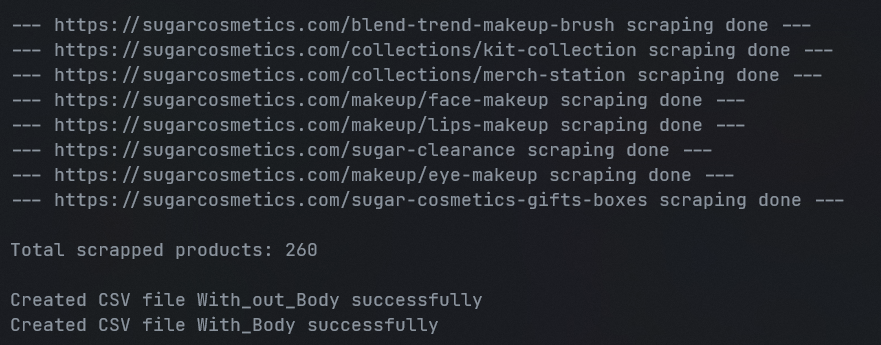 --- https://sugarcosmetics.com/blend-trend-makeup-brush scraping done ---
--- https://sugarcosmetics.com/collections/kit-collection scraping done ---
--- https://sugarcosmetics.com/collections/merch-station scraping done ---
--- https://sugarcosmetics.com/makeup/face-makeup scraping done ---
--- https://sugarcosmetics.com/makeup/lips-makeup scraping done ---
--- https://sugarcosmetics.com/sugar-clearance scraping done ---
--- https://sugarcosmetics.com/makeup/eye-makeup scraping done ---
--- https://sugarcosmetics.com/sugar-cosmetics-gifts-boxes scraping done ---
Total scrapped products: 260
Created CSV file With_out_Body successfully
Created CSV file With_Body successfully